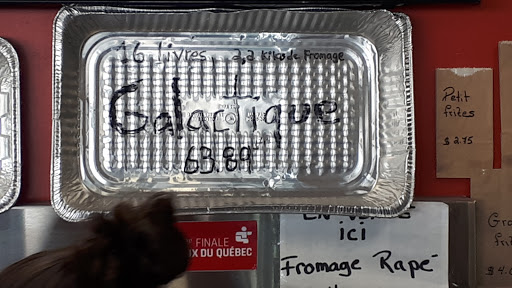 16 livres, 2,2 kilos de Fromage
Galactique
63.89
Petit
frites
$2.75
FINALE
X DU QUÉBEC
ici
Fromage Rapé